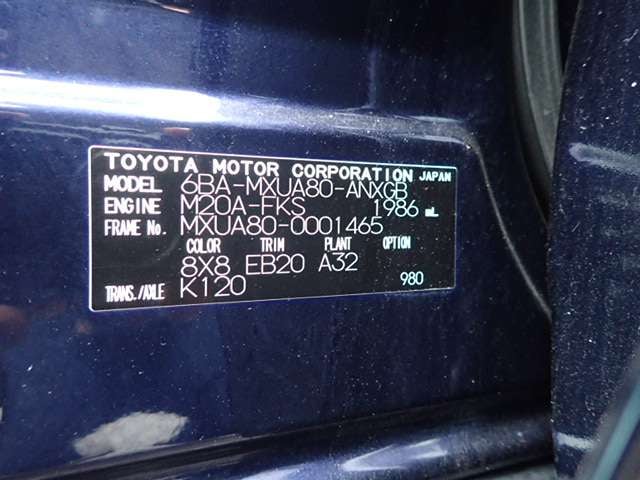 TOYOTA MOTOR CORPORATION JAPAN
MODEL 6BA-MXUA80-ANXGB
ENGINE M20A-FKS 1986 mL
FRAME No. MXUA80-0001465
COLOR TRIM PLANT OPTION
8X8 EB20 A32
TRANS./AXLE K120 980